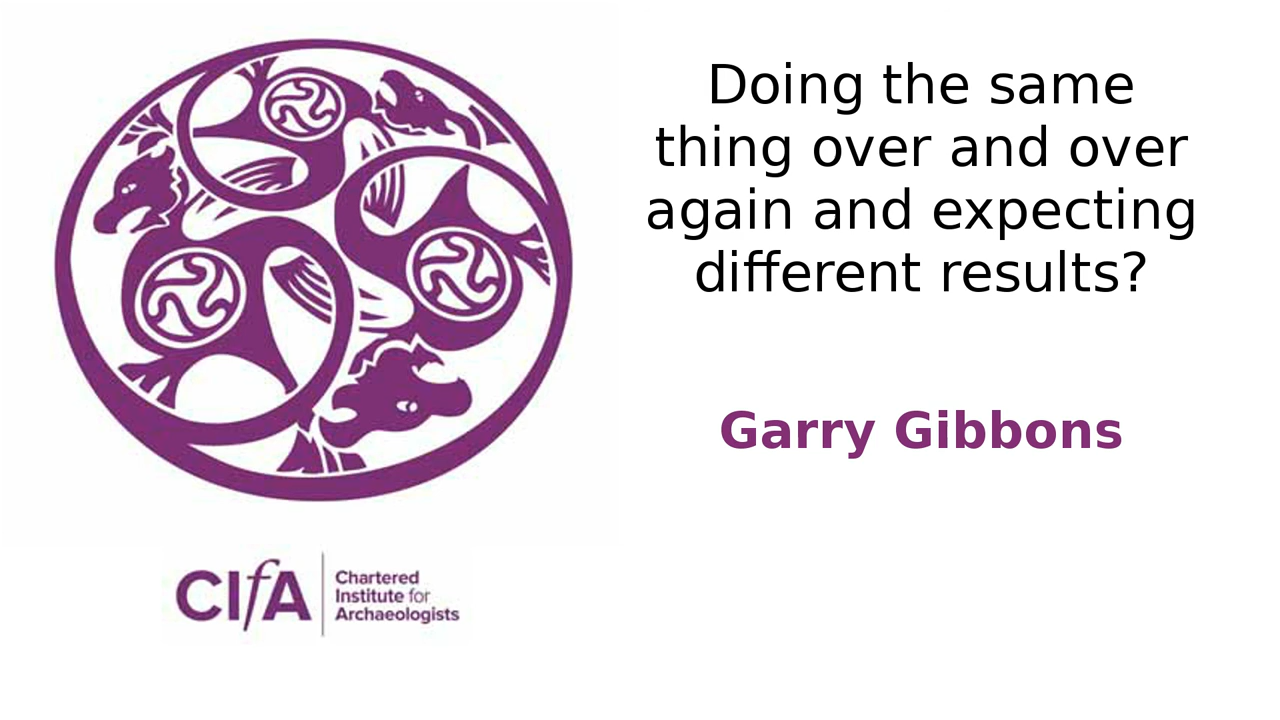 Doing the same
thing over and over
again and expecting
different results?
Garry Gibbons
CIfA
Chartered
Institute for
Archaeologists